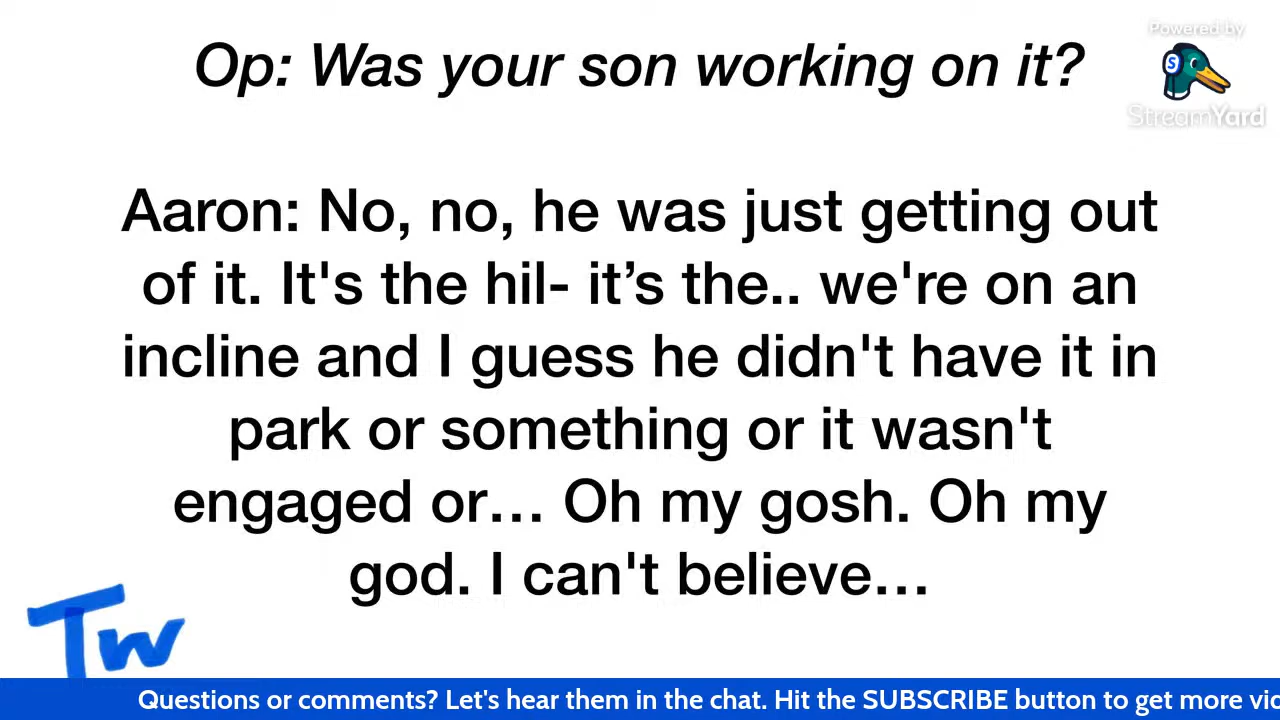 Powered by
Op: Was your son working on it?
S
StreamYard
Aaron: No, no, he was just getting out
of it. It's the hil- it’s the.. we're on an
incline and I guess he didn't have it in
park or something or it wasn't
engaged or… Oh my gosh. Oh my
god. I can't believe…
Tw
Questions or comments? Let's hear them in the chat. Hit the SUBSCRIBE button to get more vid